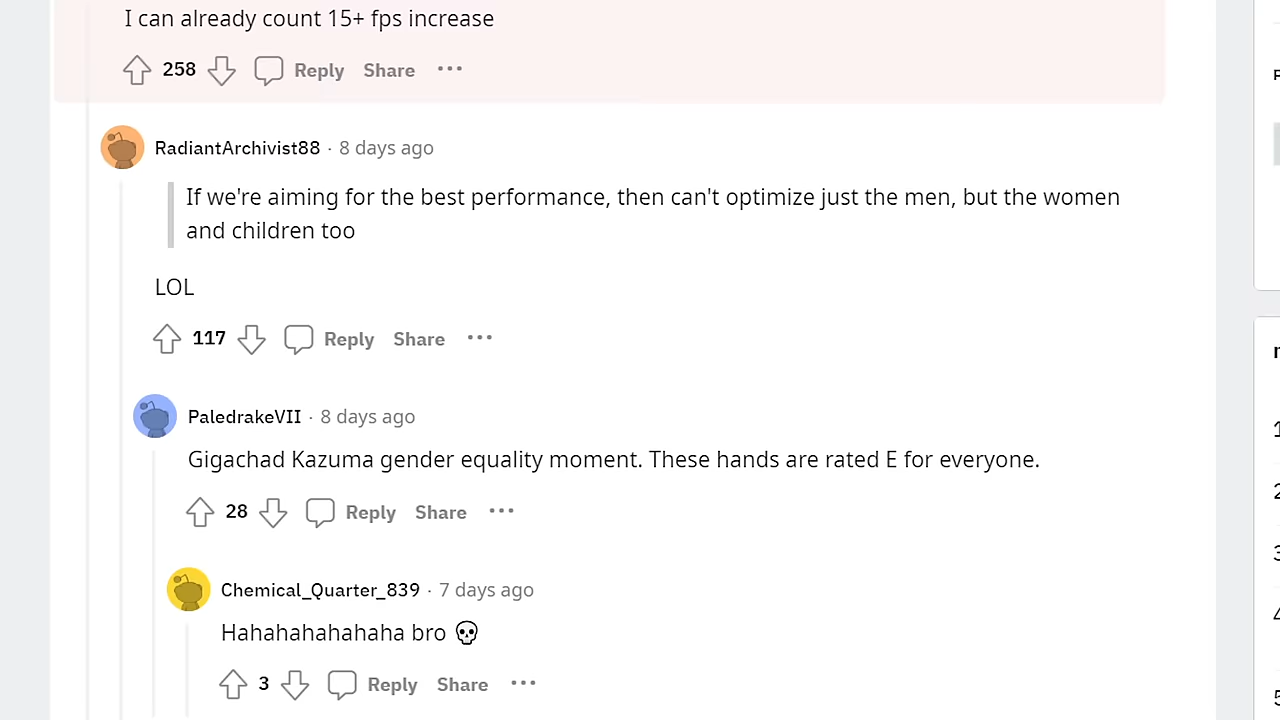 I can already count 15+ fps increase
258 Reply Share ...
RadiantArchivist88 · 8 days ago
If we're aiming for the best performance, then can't optimize just the men, but the women
and children too
LOL
117 Reply Share ...
PaledrakeVII · 8 days ago
Gigachad Kazuma gender equality moment. These hands are rated E for everyone.
28 Reply Share ...
Chemical_Quarter_839 · 7 days ago
Hahahahahahaha bro 💀
3 Reply Share ...